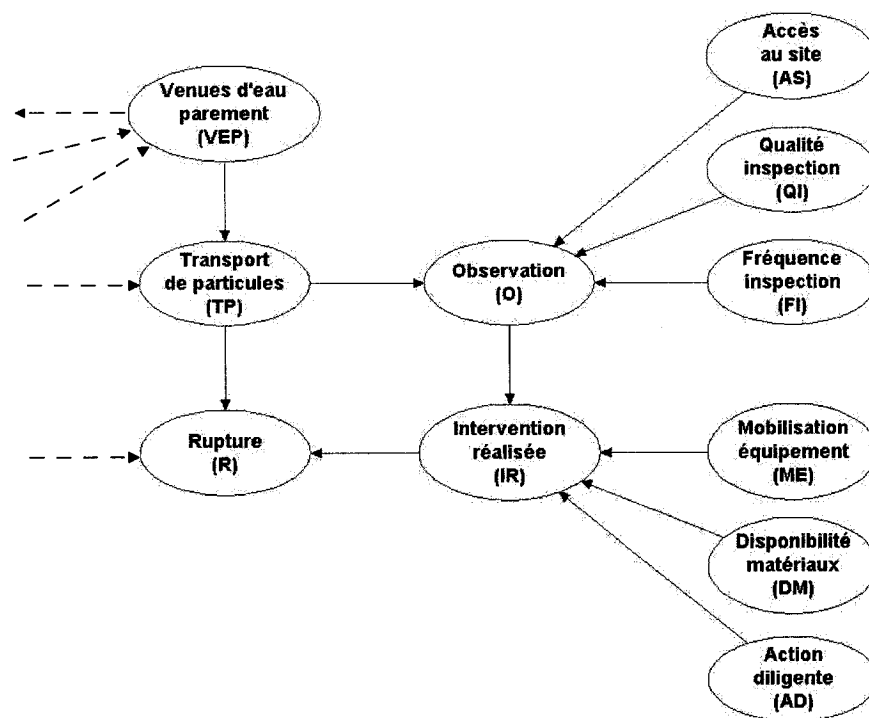 Accès
au site
(AS)
Venues d'eau
parement
(VEP)
Qualité
inspection
(QI)
Transport
de particules
(TP)
Observation
(O)
Fréquence
inspection
(FI)
Rupture
(R)
Intervention
réalisée
(IR)
Mobilisation
équipement
(ME)
Disponibilité
matériaux
(DM)
Action
diligente
(AD)